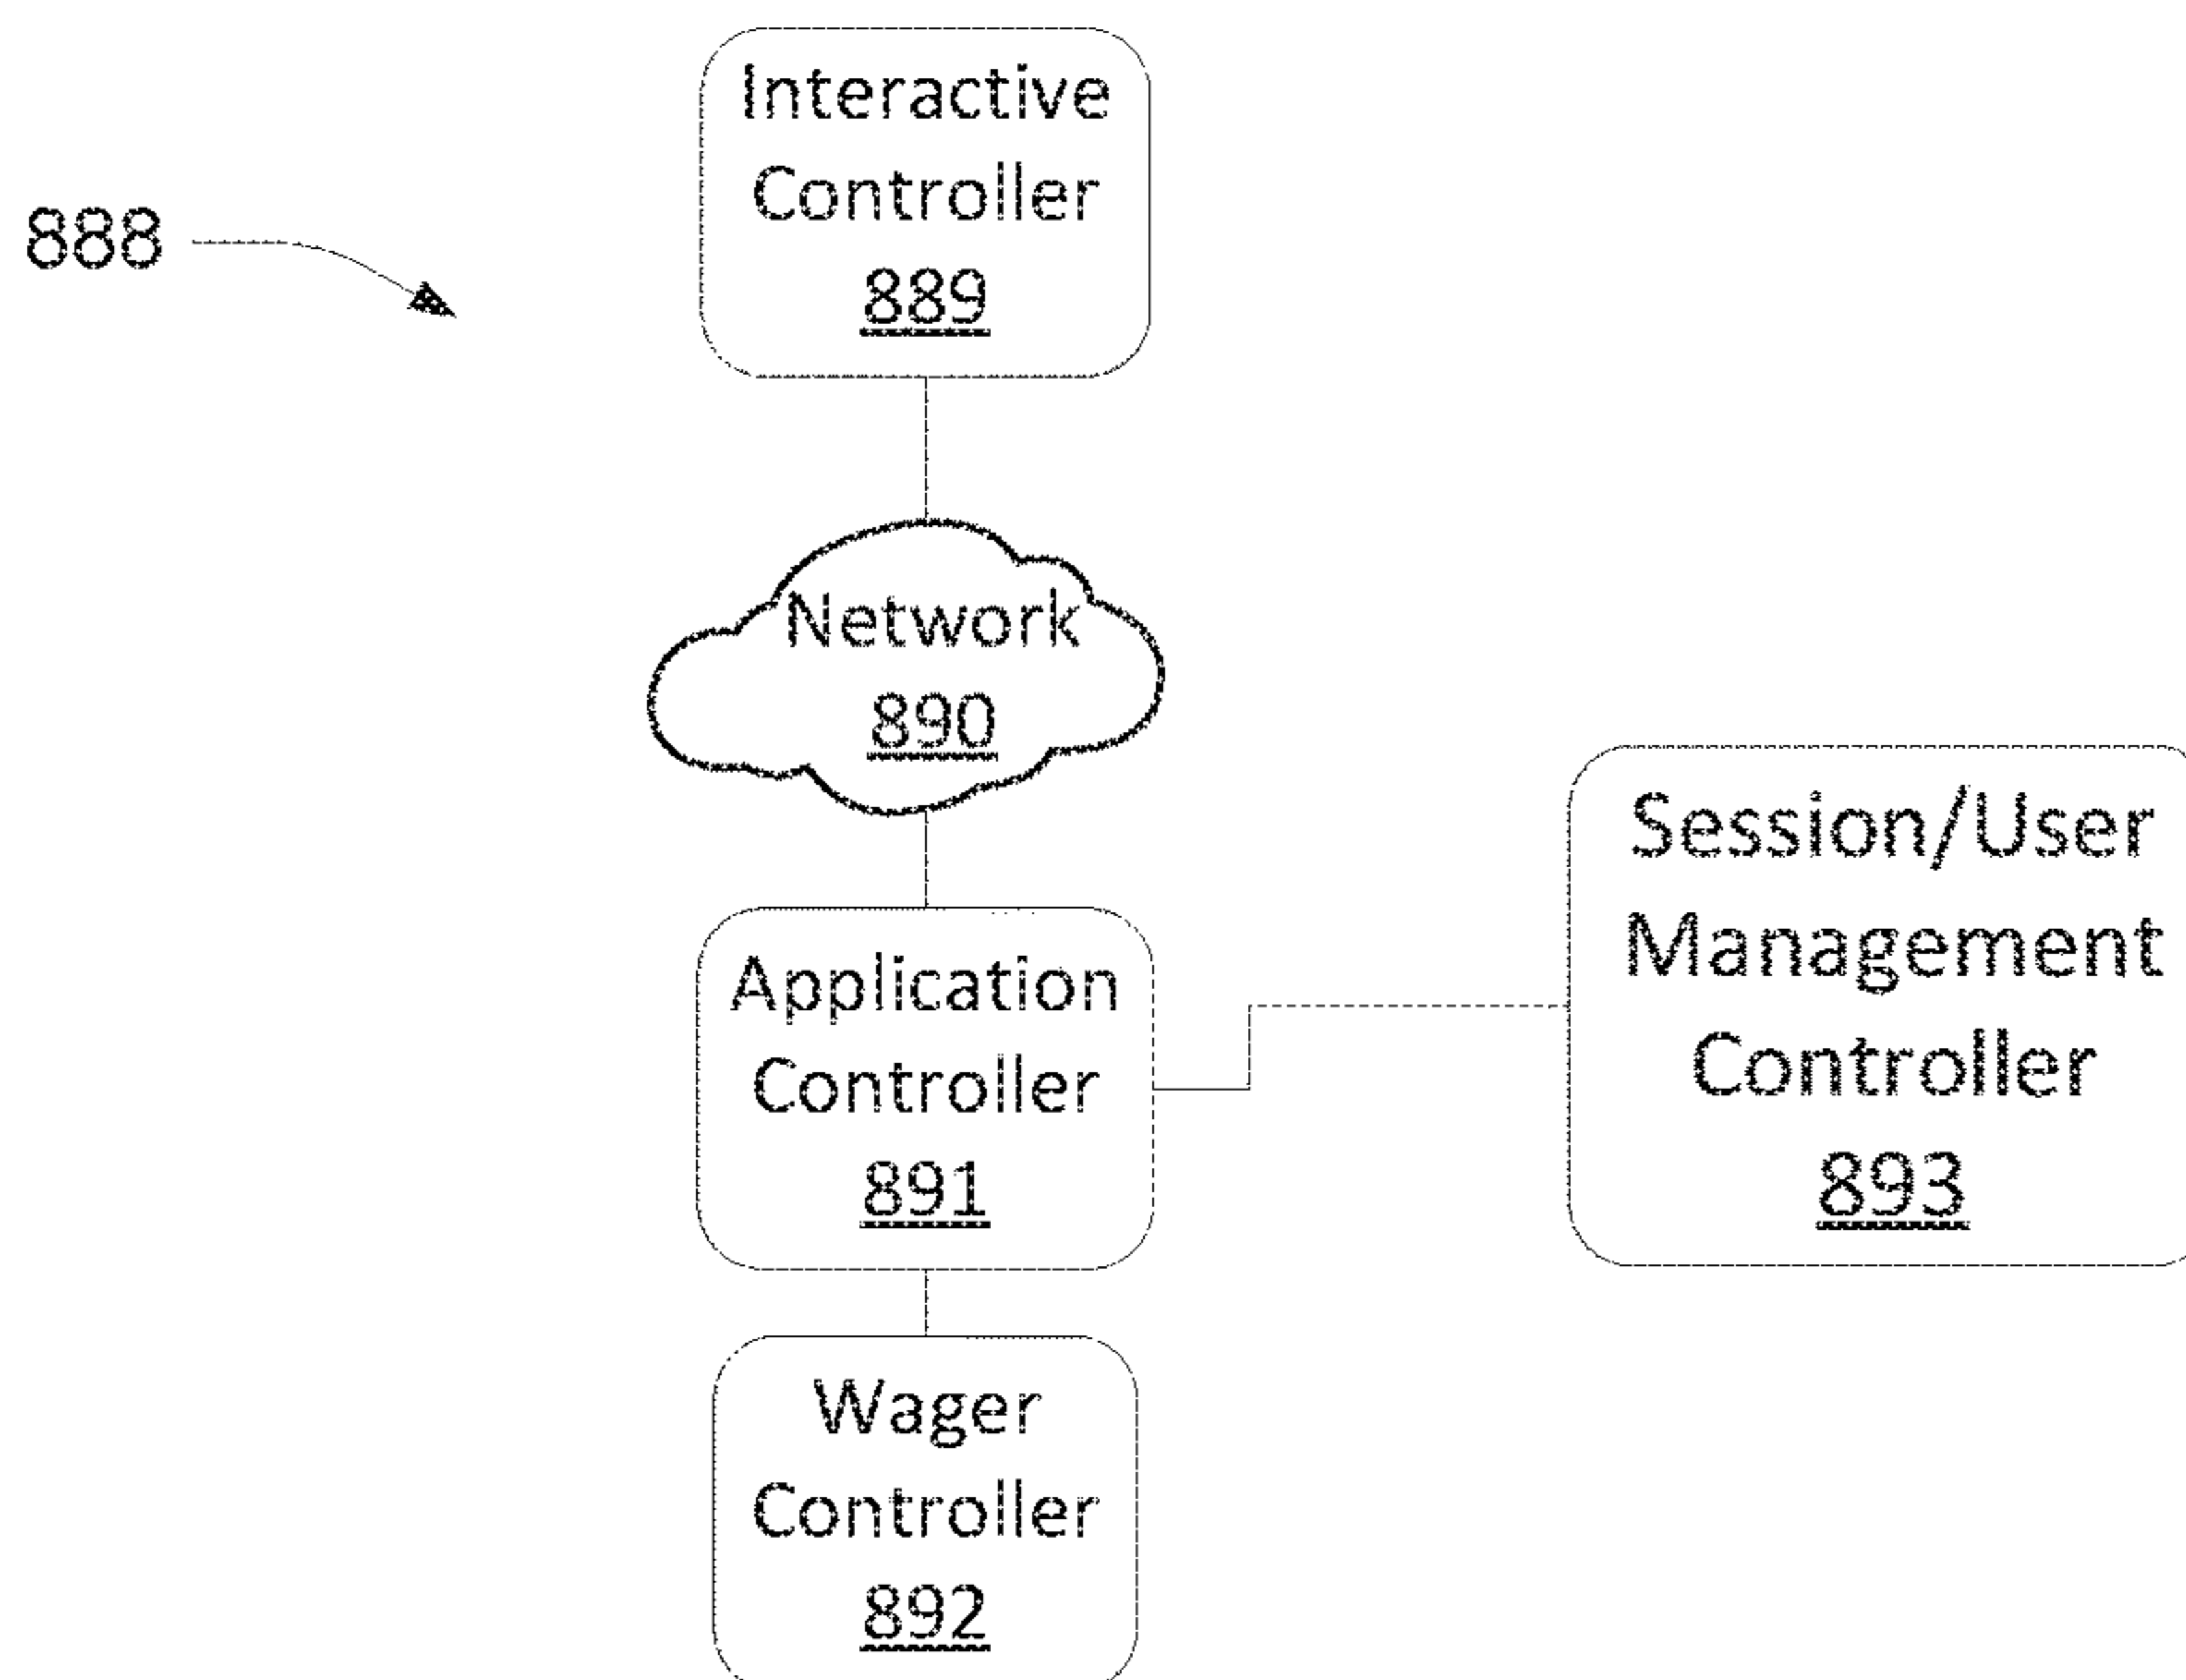 Interactive
Controller
889
888
Network
890
Session/User
Management
Controller
893
Application
Controller
891
Wager
Controller
892